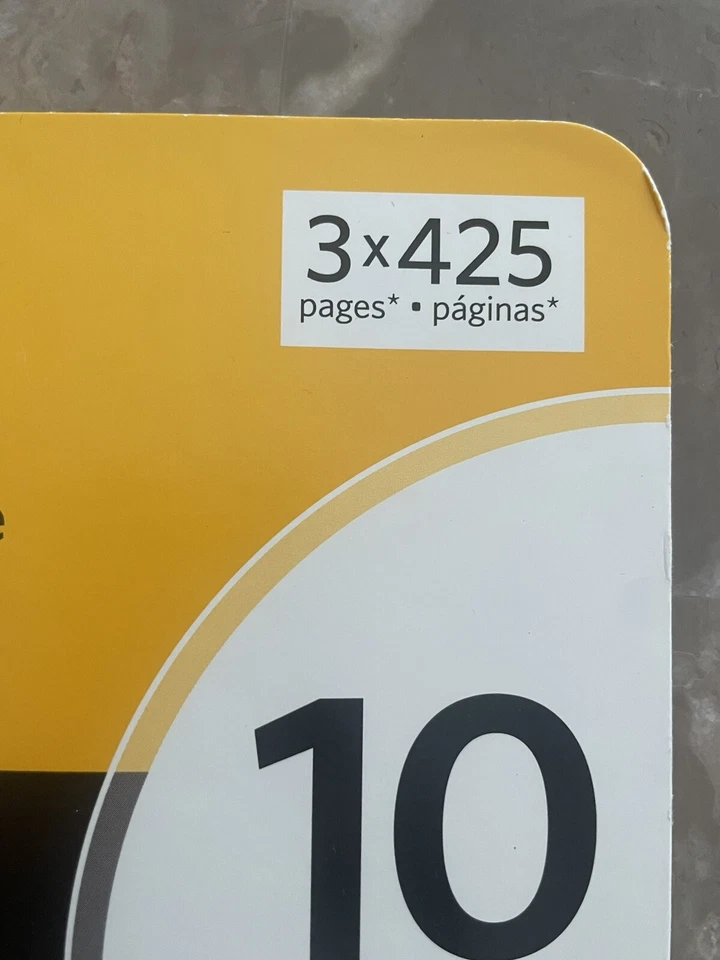 3x425
pages* • páginas*
e
10